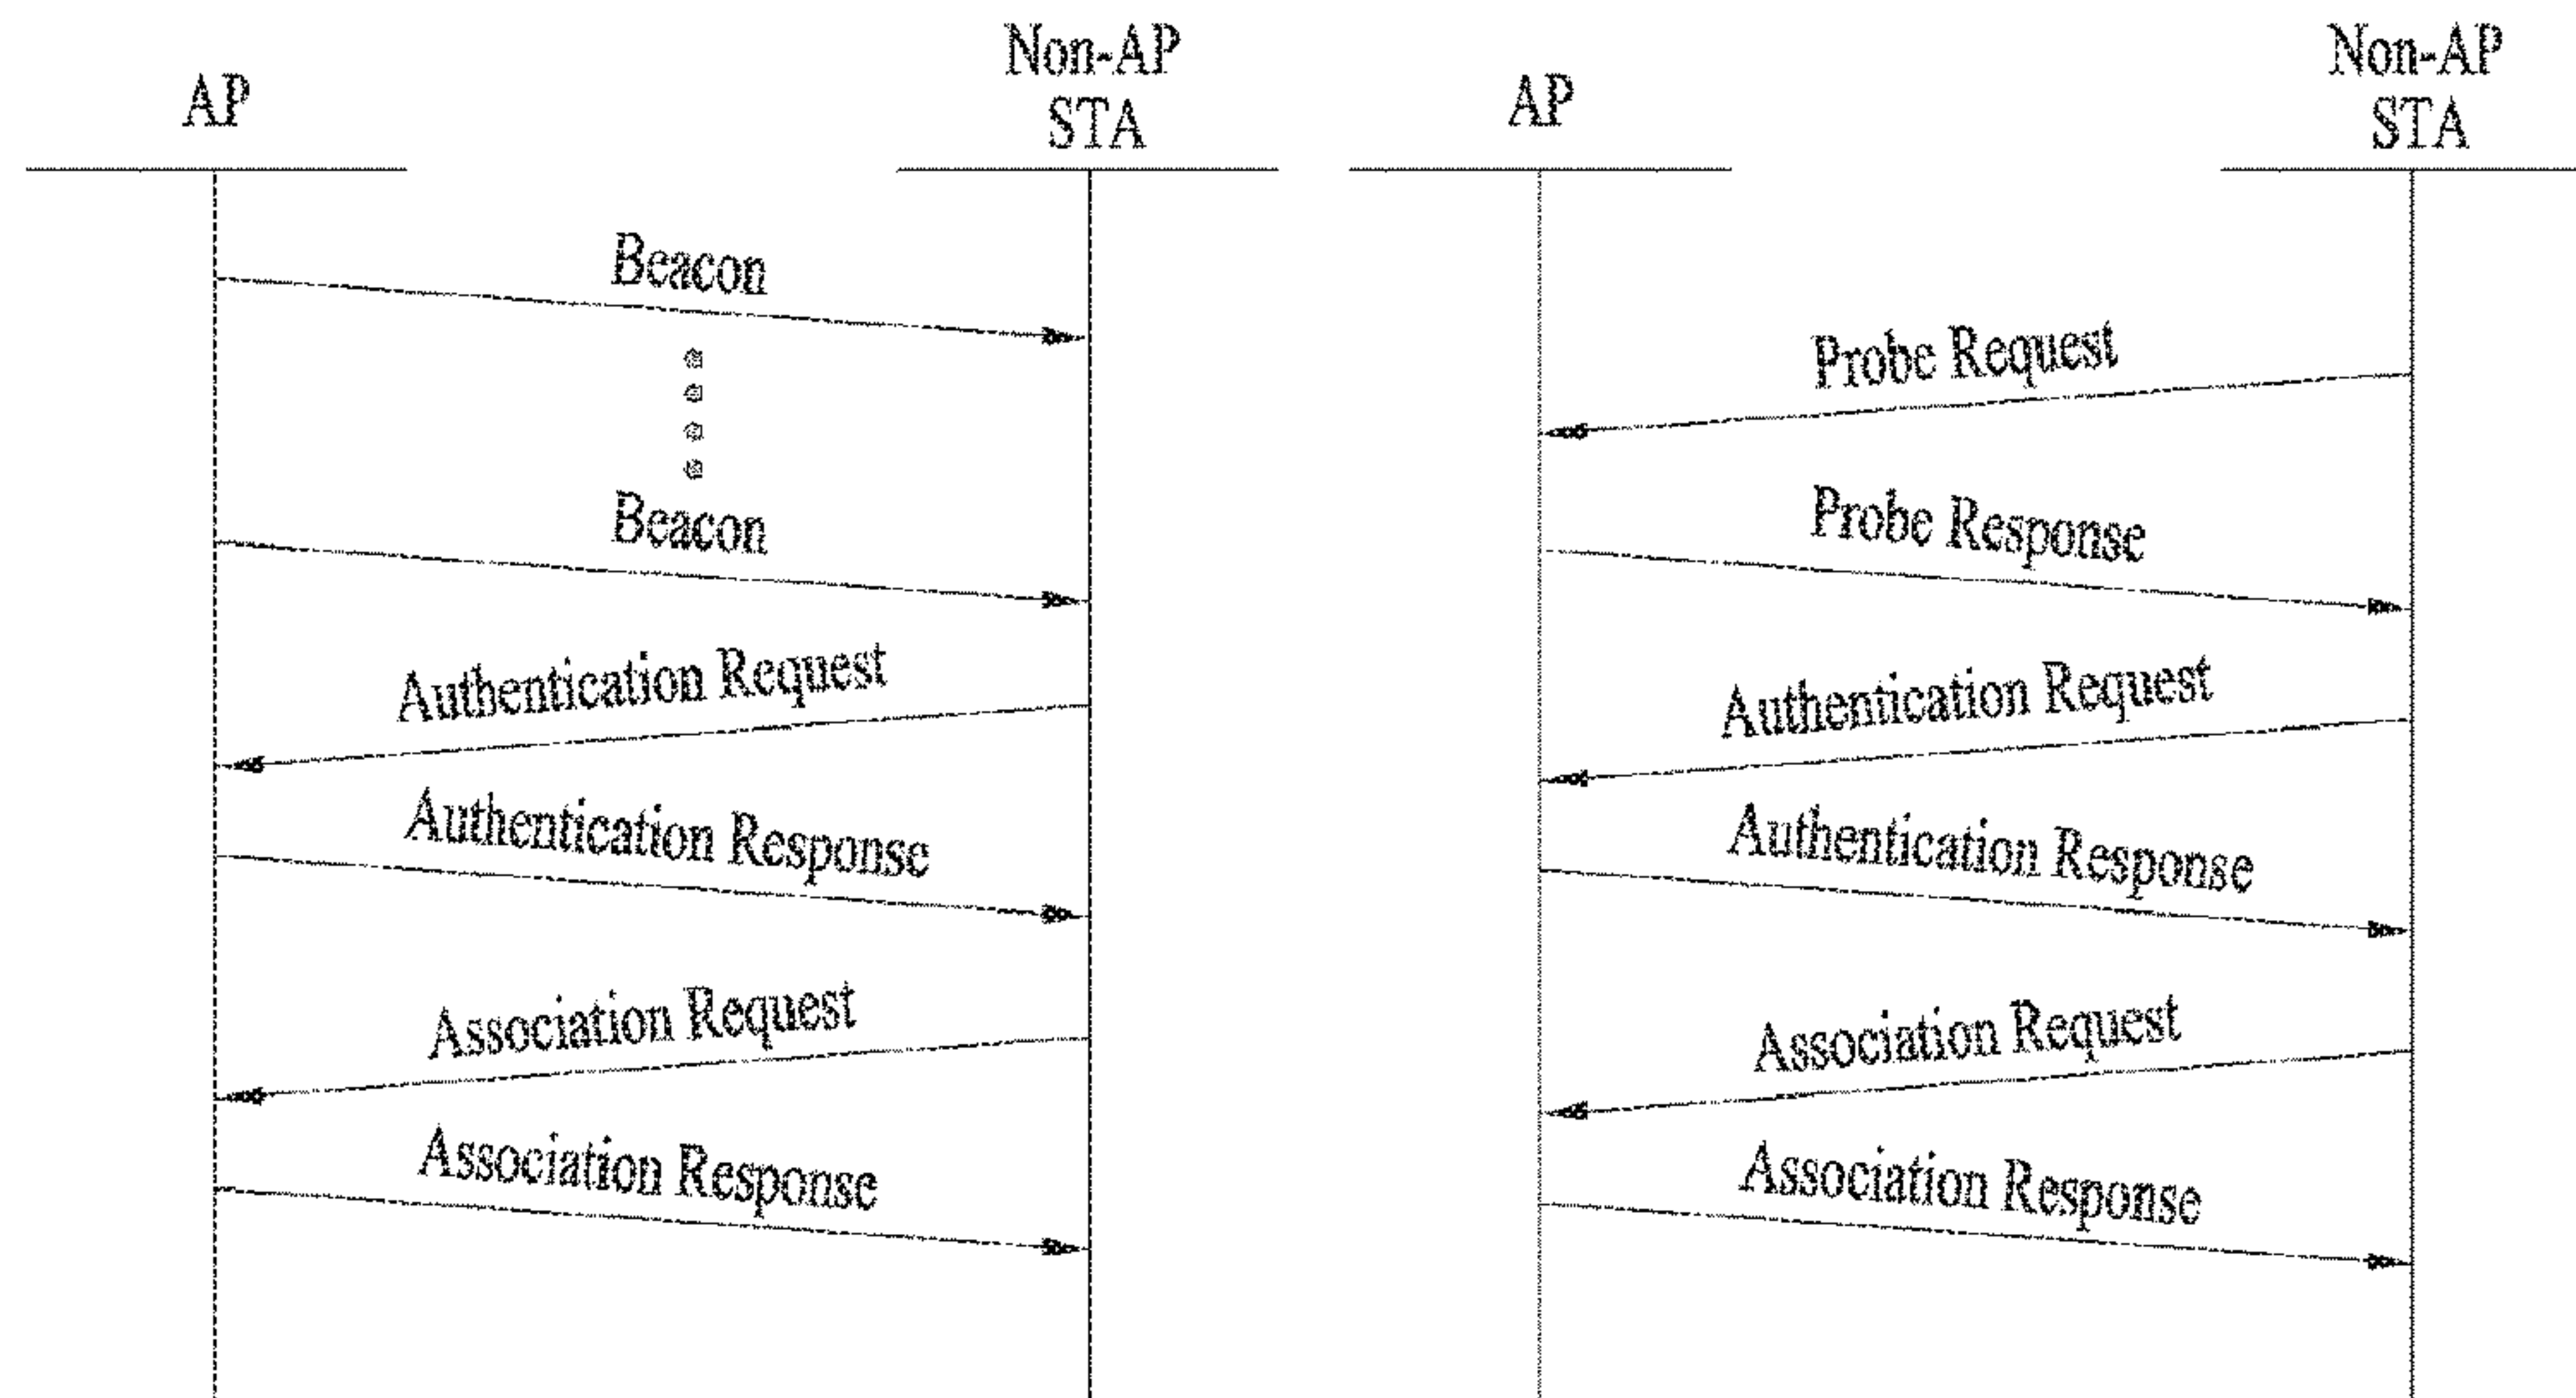 AP
Non-AP
STA
Beacon
Beacon
Authentication Request
Authentication Response
Association Request
Association Response
AP
Non-AP
STA
Probe Request
Probe Response
Authentication Request
Authentication Response
Association Request
Association Response